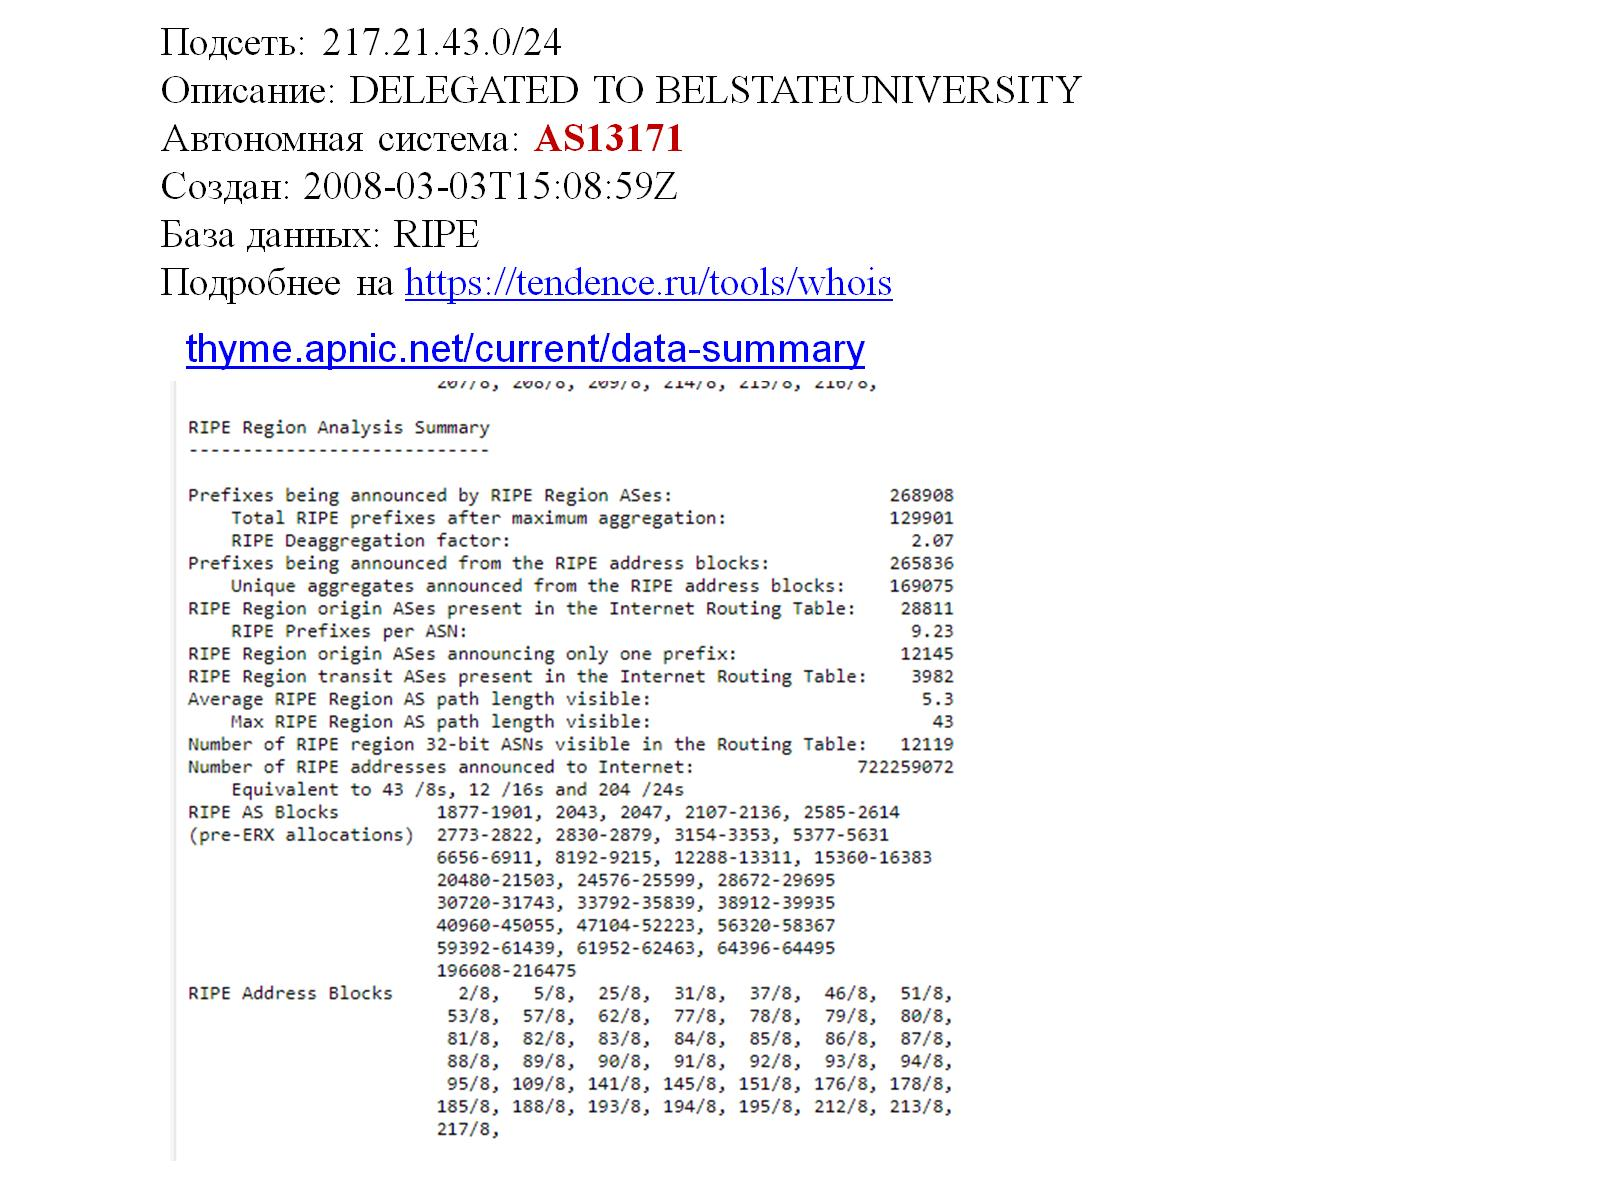 Подсеть: 217.21.43.0/24
Описание: DELEGATED TO BELSTATEUNIVERSITY
Автономная система: AS13171
Создан: 2008-03-03T15:08:59Z
База данных: RIPE
Подробнее на https://tendence.ru/tools/whois
thyme.apnic.net/current/data-summary
207/8, 208/8, 209/8, 214/8, 215/8, 216/8,
RIPE Region Analysis Summary
----------------------------
Prefixes being announced by RIPE Region ASes: 268908
Total RIPE prefixes after maximum aggregation: 129901
RIPE Deaggregation factor: 2.07
Prefixes being announced from the RIPE address blocks: 265836
Unique aggregates announced from the RIPE address blocks: 169075
RIPE Region origin ASes present in the Internet Routing Table: 28811
RIPE Prefixes per ASN: 9.23
RIPE Region origin ASes announcing only one prefix: 12145
RIPE Region transit ASes present in the Internet Routing Table: 3982
Average RIPE Region AS path length visible: 5.3
Max RIPE Region AS path length visible: 43
Number of RIPE region 32-bit ASNs visible in the Routing Table: 12119
Number of RIPE addresses announced to Internet: 722259072
Equivalent to 43 /8s, 12 /16s and 204 /24s
RIPE AS Blocks 1877-1901, 2043, 2047, 2107-2136, 2585-2614
(pre-ERX allocations) 2773-2822, 2830-2879, 3154-3353, 5377-5631
6656-6911, 8192-9215, 12288-13311, 15360-16383
20480-21503, 24576-25599, 28672-29695
30720-31743, 33792-35839, 38912-39935
40960-45055, 47104-52223, 56320-58367
59392-61439, 61952-62463, 64396-64495
196608-216475
RIPE Address Blocks 2/8, 5/8, 25/8, 31/8, 37/8, 46/8, 51/8,
53/8, 57/8, 62/8, 77/8, 78/8, 79/8, 80/8,
81/8, 82/8, 83/8, 84/8, 85/8, 86/8, 87/8,
88/8, 89/8, 90/8, 91/8, 92/8, 93/8, 94/8,
95/8, 109/8, 141/8, 145/8, 151/8, 176/8, 178/8,
185/8, 188/8, 193/8, 194/8, 195/8, 212/8, 213/8,
217/8,